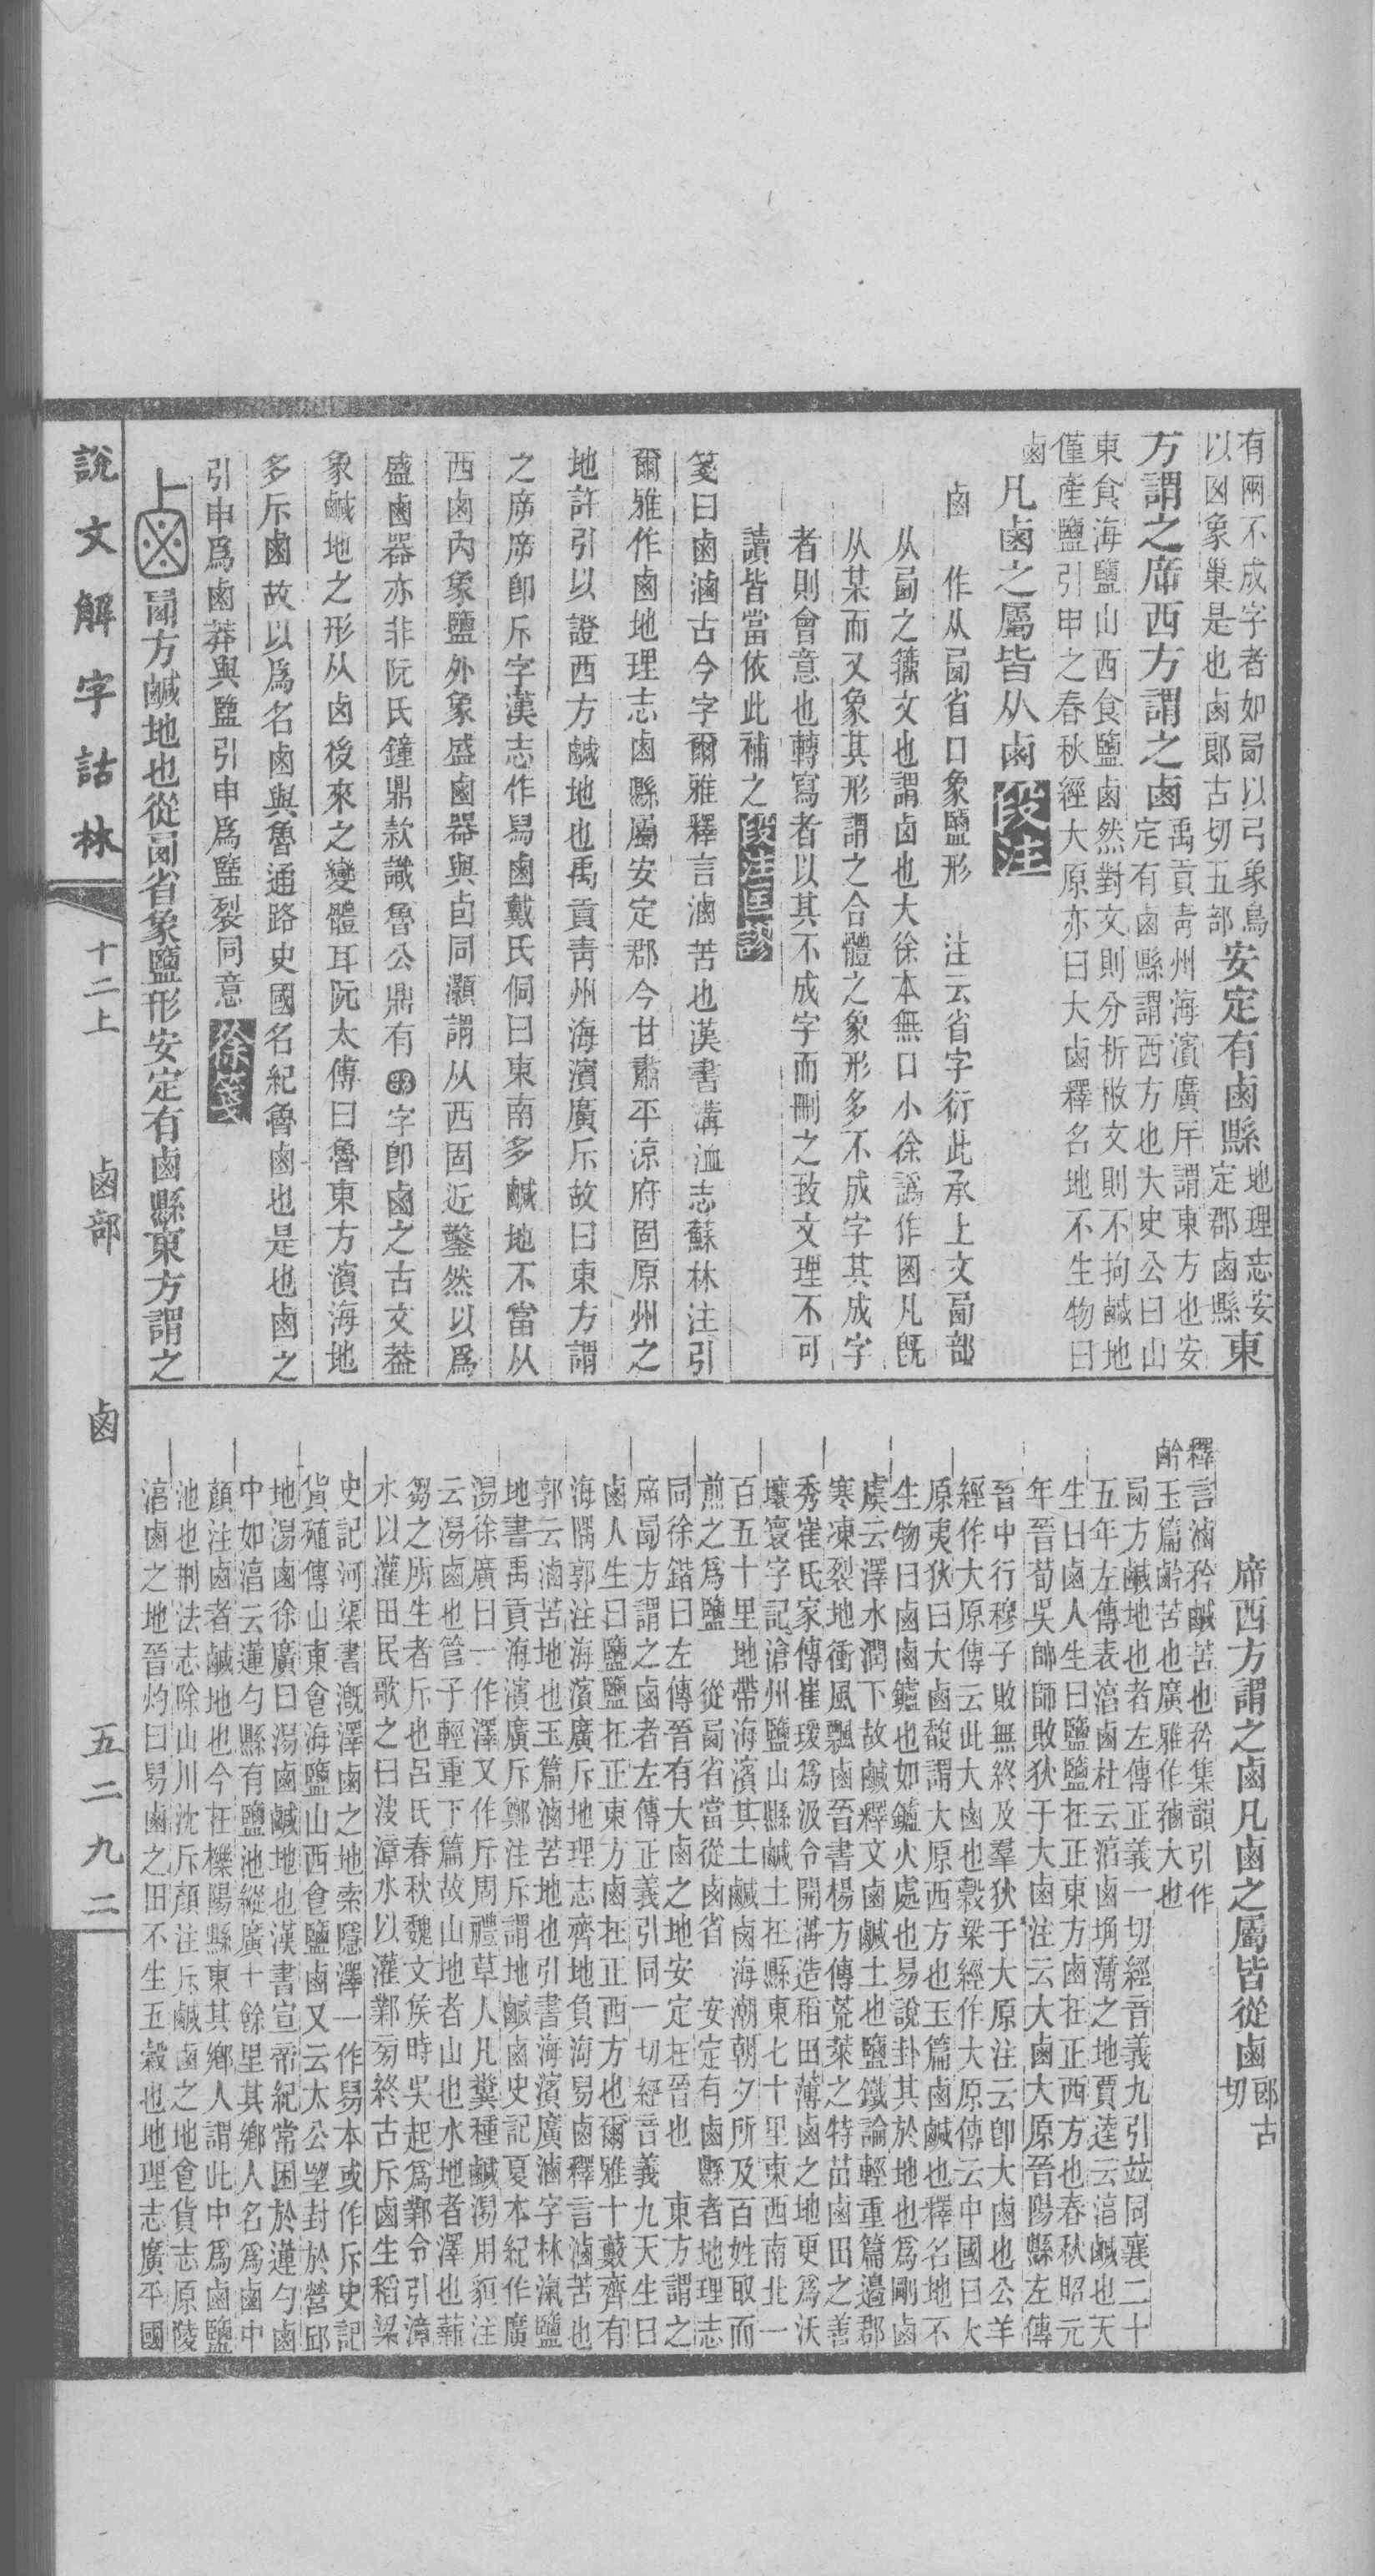 有兩不成字者如㢴以弓象鳥
以囟象巢是也鹵郎古切五部
安定有鹵縣
地理志安
定郡鹵縣
東
方謂之㡿西方謂之鹵
禹貢靑州海濱廣斥謂東方也安
定有鹵縣謂西方也大史公曰山
東食海鹽山西食鹽鹵然對文則分析散文則不拘鹹地
僅產鹽引申之春秋經大原亦曰大鹵釋名地不生物曰
鹵
凡鹵之屬皆从鹵
段注
鹵 作从㢴省口象鹽形 注云省字衍此承上文㢴部
从㢴之籒文也謂卤也大徐本無口小徐譌作囡凡旣
从某而又象其形謂之合體之象形多不成字其成字
者則會意也轉寫者以其不成字而刪之致文理不可
讀皆當依此補之
段注匡謬
箋曰鹵滷古今字爾雅釋言滷苦也漢書溝洫志蘇林注引
爾雅作鹵地理志鹵縣屬安定郡今甘肅平涼府固原州之
地許引以證西方鹹地也禹貢靑州海濱廣斥故曰東方謂
之㡿㡿卽斥字漢志作舄鹵戴氏侗曰東南多鹹地不當从
西鹵內象鹽外象盛鹵器與卣同灝謂从西固近鑿然以爲
盛鹵器亦非阮氏鐘鼎款識魯公鼎有字卽鹵之古文葢
象鹹地之形从卤後來之變體耳阮太傅曰魯東方濱海地
多斥鹵故以爲名鹵與魯通路史國名紀魯鹵也是也鹵之
引申爲鹵莽與鹽引申爲盬裂同意
徐箋
㢴方鹹地也從㢴省象鹽形安定有鹵縣東方謂之
㡿西方謂之鹵凡鹵之屬皆從鹵
郎古
切
釋言滷矜鹹苦也矜集韻引作
䶢玉篇䶢苦也廣雅作䛩大也
㢴方鹹地也者左傳正義一切經音義九引竝同襄二十
五年左傳表淳鹵杜云淳鹵埆薄之地賈逵云淳鹹也天
生曰鹵人生曰鹽鹽在正東方鹵在正西方也春秋昭元
年晉荀吳帥師敗狄于大鹵注云大鹵大原晉陽縣左傳
晉中行穆子敗無終及羣狄于大原注云卽大鹵也公羊
經作大原傳云此大鹵也穀梁經作大原傳云中國曰大
原夷狄曰大鹵馥謂大原西方也玉篇鹵鹹也釋名地不
生物曰鹵鹵鑪也如鑪火處也易說卦其於地也爲剛鹵
虞云澤水潤下故鹹釋文鹵鹹土也鹽鐵論輕重篇邊郡
寒凍裂地衝風飄鹵晉書楊方傳荒萊之特苗鹵田之善
秀崔氏家傳崔瑗爲汲令開溝造稻田薄鹵之地更爲沃
壤寰宇記滄州鹽山縣鹹土在縣東七十里東西南北一
百五十里地帶海濱其土鹹鹵海潮朝夕所及百姓取而
煎之爲鹽 從㢴省當從鹵省 安定有鹵縣者地理志
同徐鍇曰左傳晉有大鹵之地安定在晉也 東方謂之
㡿㢴方謂之鹵者左傳正義引同一切經音義九天生曰
鹵人生曰鹽鹽在正東方鹵在正西方也爾雅十藪齊有
海隅郭注海濱廣斥地理志齊地負海舄鹵釋言滷苦也
郭云滷苦地也玉篇滷苦地也引書海濱廣滷字林㵤鹽
地書禹貢海濱廣斥鄭注斥謂地鹹鹵史記夏本紀作廣
潟徐廣曰一作澤又作斥周禮草人凡糞種鹹潟用貆注
云潟鹵也管子輕重下篇故山地者山也水地者澤也薪
芻之所生者斥也呂氏春秋魏文侯時吳起爲鄴令引漳
水以灌田民歌之曰決漳水以灌鄴旁終古斥鹵生稻梁
史記河渠書漑澤鹵之地索隱澤一作舄本或作斥史記
貨殖傳山東食海鹽山西食鹽鹵又云太公望封於營邱
地潟鹵徐廣曰潟鹵鹹地也漢書宣帝紀常困於蓮勺鹵
中如淳云蓮勺縣有鹽池縱廣十餘里其鄉人名爲鹵中
顏注鹵者鹹地也今在櫟陽縣東其鄉人謂此中爲鹵鹽
池也刑法志除山川沈斥顏注斥鹹鹵之地食貨志原陵
淳鹵之地晉灼曰舄鹵之田不生五穀也地理志廣平國
說文解字詁林
十二上
鹵部
鹵
五二九二